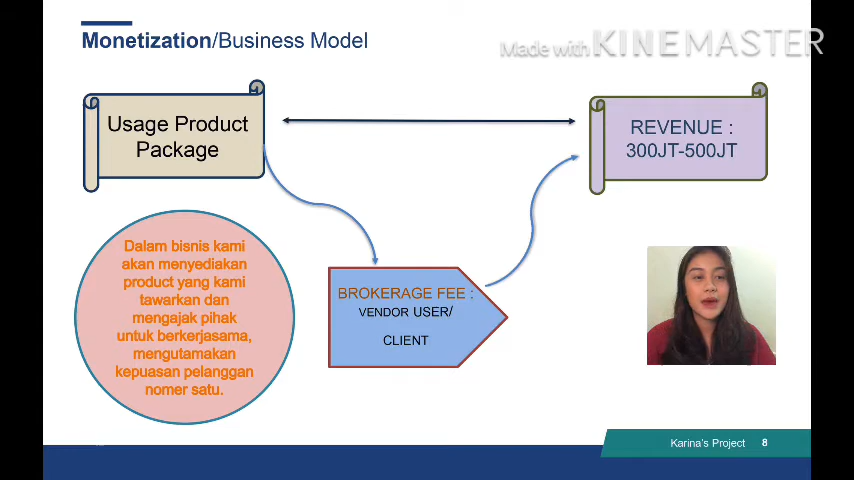 Monetization/Business Model
Made with KINEMASTER
Usage Product
Package
REVENUE :
300JT-500JT
Dalam bisnis kami
akan menyediakan
product yang kami
tawarkan dan
mengajak pihak
untuk berkerjasama,
mengutamakan
kepuasan pelanggan
nomer satu.
BROKERAGE FEE :
VENDOR USER/
CLIENT
Karina's Project 8